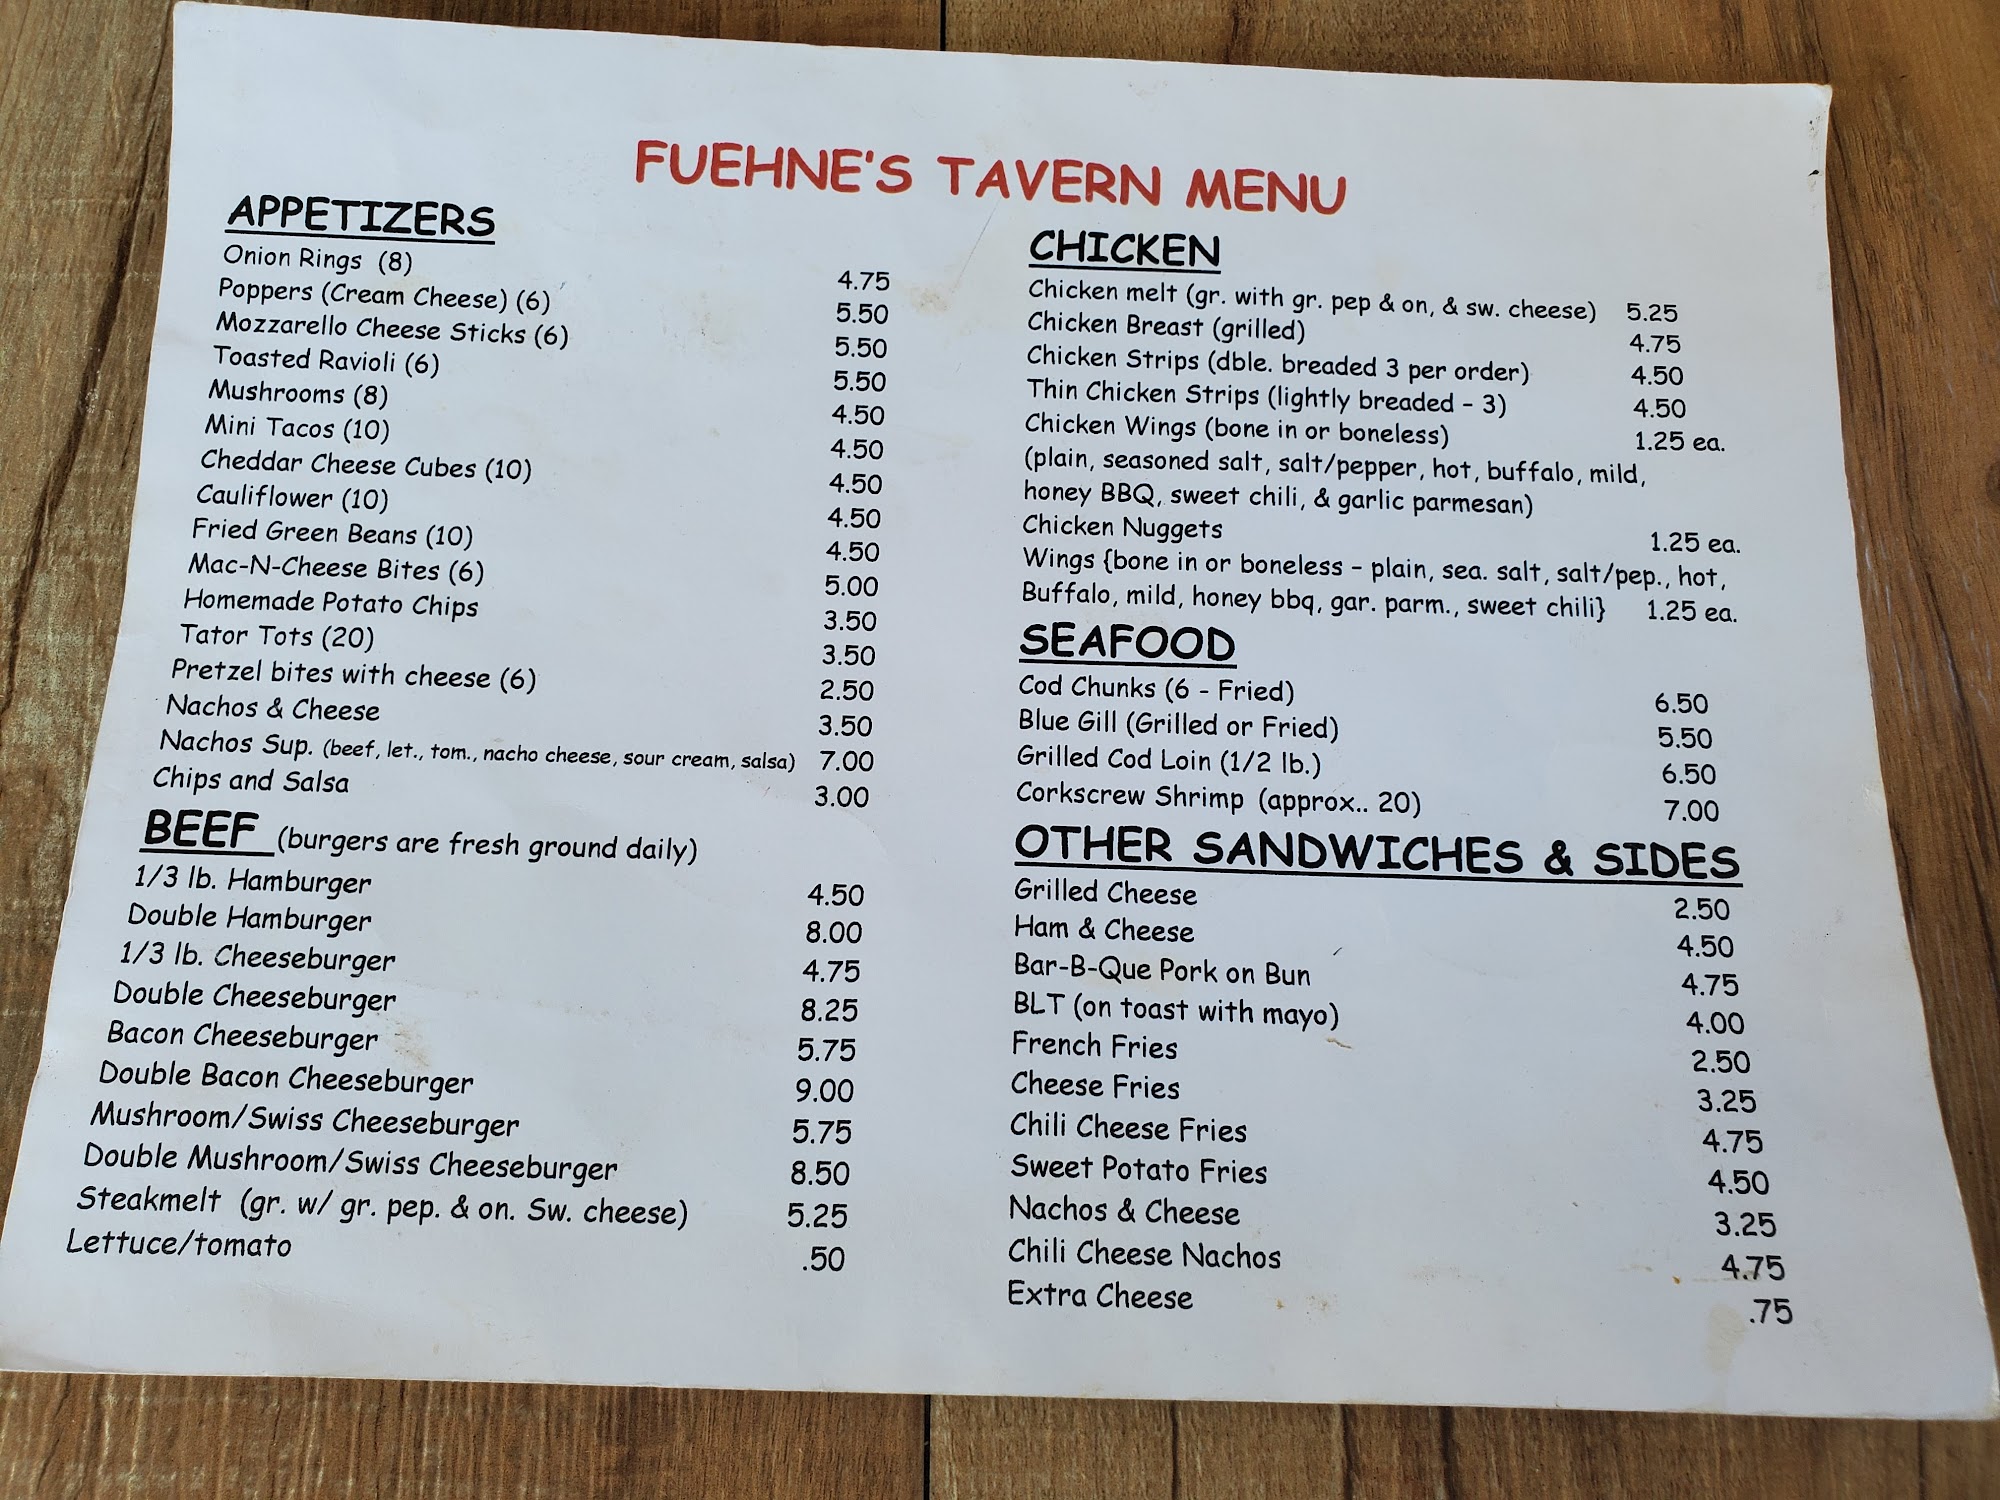 FUEHNE'S TAVERN MENU
APPETIZERS
Onion Rings (8) 4.75
Poppers (Cream Cheese) (6) 5.50
Mozzarello Cheese Sticks (6) 5.50
Toasted Ravioli (6) 5.50
Mushrooms (8) 4.50
Mini Tacos (10) 4.50
Cheddar Cheese Cubes (10) 4.50
Cauliflower (10) 4.50
Fried Green Beans (10) 4.50
Mac-N-Cheese Bites (6) 5.00
Homemade Potato Chips 3.50
Tator Tots (20) 3.50
Pretzel bites with cheese (6) 2.50
Nachos & Cheese 3.50
Nachos Sup. (beef, let., tom., nacho cheese, sour cream, salsa) 7.00
Chips and Salsa 3.00
BEEF (burgers are fresh ground daily)
1/3 lb. Hamburger 4.50
Double Hamburger 8.00
1/3 lb. Cheeseburger 4.75
Double Cheeseburger 8.25
Bacon Cheeseburger 5.75
Double Bacon Cheeseburger 9.00
Mushroom/Swiss Cheeseburger 5.75
Double Mushroom/Swiss Cheeseburger 8.50
Steakmelt (gr. w/ gr. pep. & on. Sw. cheese) 5.25
Lettuce/tomato .50
CHICKEN
Chicken melt (gr. with gr. pep & on, & sw. cheese) 5.25
Chicken Breast (grilled) 4.75
Chicken Strips (dble. breaded 3 per order) 4.50
Thin Chicken Strips (lightly breaded - 3) 4.50
Chicken Wings (bone in or boneless) 1.25 ea.
(plain, seasoned salt, salt/pepper, hot, buffalo, mild,
honey BBQ, sweet chili, & garlic parmesan)
Chicken Nuggets 1.25 ea.
Wings {bone in or boneless - plain, sea. salt, salt/pep., hot,
Buffalo, mild, honey bbq, gar. parm., sweet chili} 1.25 ea.
SEAFOOD
Cod Chunks (6 - Fried) 6.50
Blue Gill (Grilled or Fried) 5.50
Grilled Cod Loin (1/2 lb.) 6.50
Corkscrew Shrimp (approx.. 20) 7.00
OTHER SANDWICHES & SIDES
Grilled Cheese 2.50
Ham & Cheese 4.50
Bar-B-Que Pork on Bun 4.75
BLT (on toast with mayo) 4.00
French Fries 2.50
Cheese Fries 3.25
Chili Cheese Fries 4.75
Sweet Potato Fries 4.50
Nachos & Cheese 3.25
Chili Cheese Nachos 4.75
Extra Cheese .75